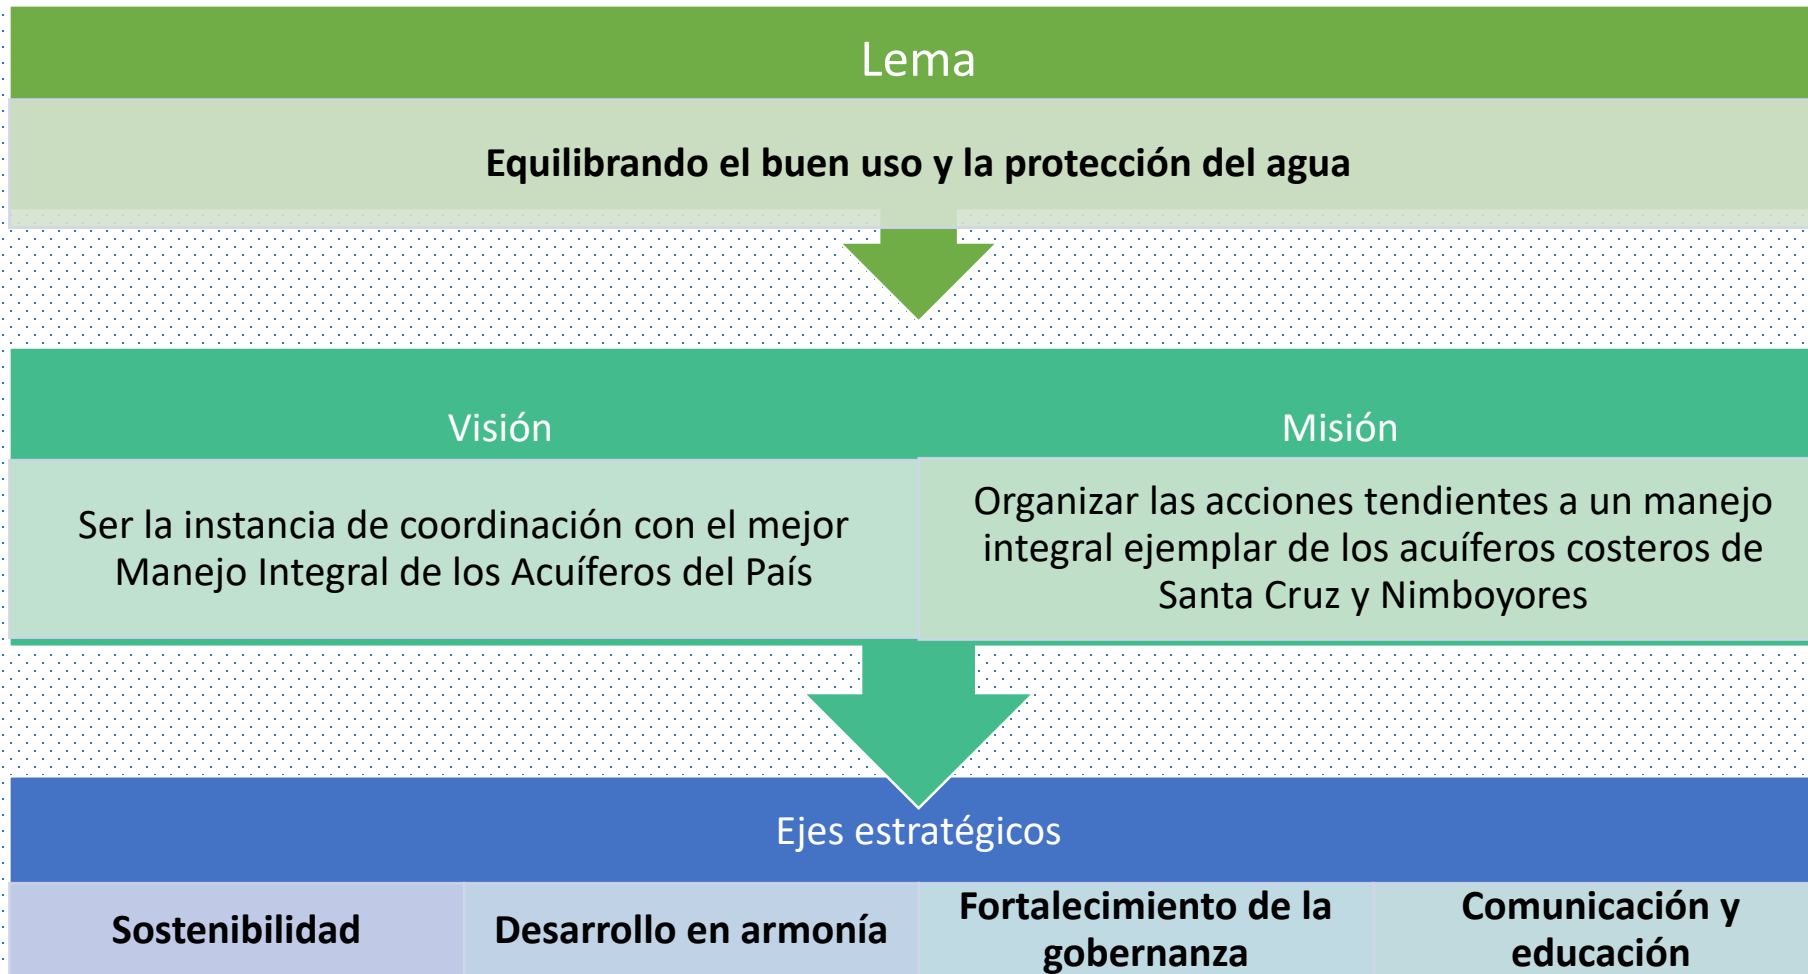 Lema
Equilibrando el buen uso y la protección del agua
Visión
Ser la instancia de coordinación con el mejor
Manejo Integral de los Acuíferos del País
Misión
Organizar las acciones tendientes a un manejo
integral ejemplar de los acuíferos costeros de
Santa Cruz y Nimboyores
Ejes estratégicos
Sostenibilidad
Desarrollo en armonía
Fortalecimiento de la
gobernanza
Comunicación y
educación